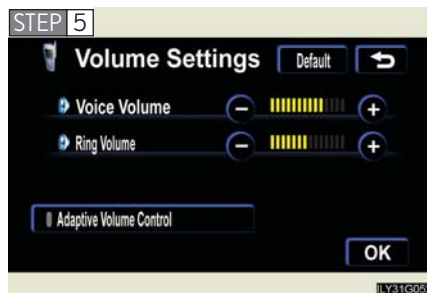 STEP 5
Volume Settings Default
Voice Volume − +
Ring Volume − +
Adaptive Volume Control
OK
ILY31G05